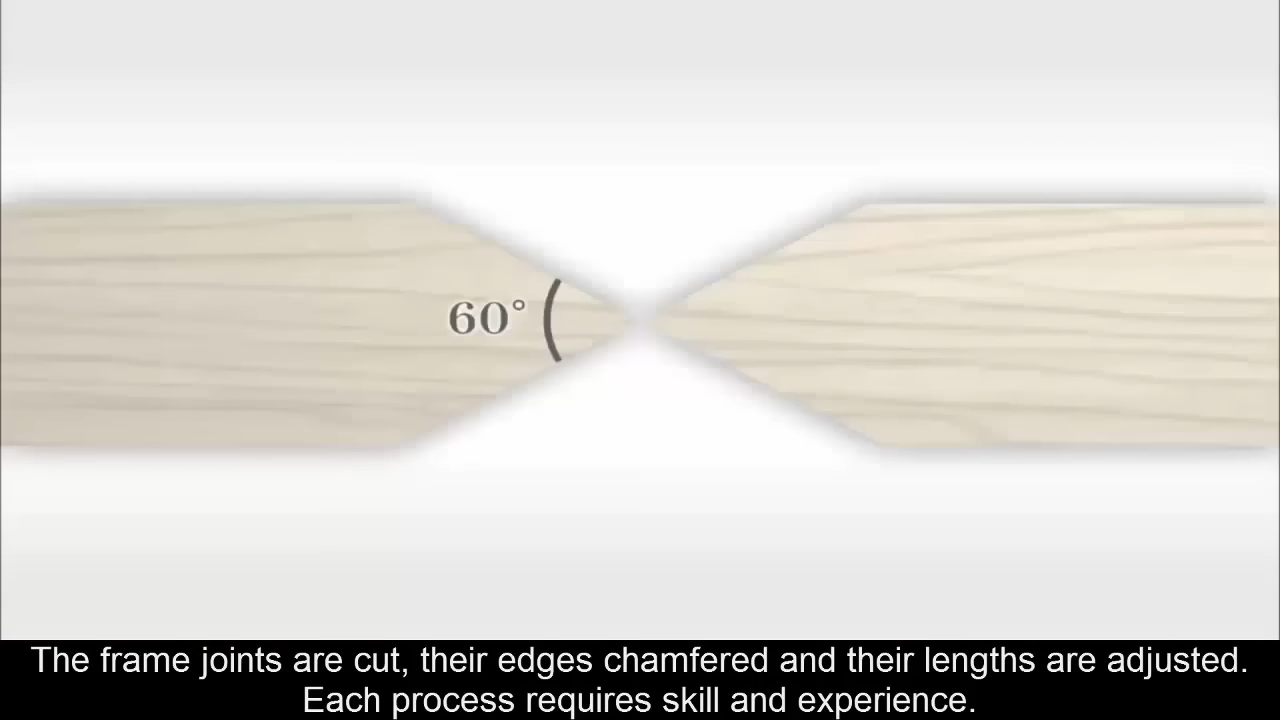 60°
The frame joints are cut, their edges chamfered and their lengths are adjusted.
Each process requires skill and experience.